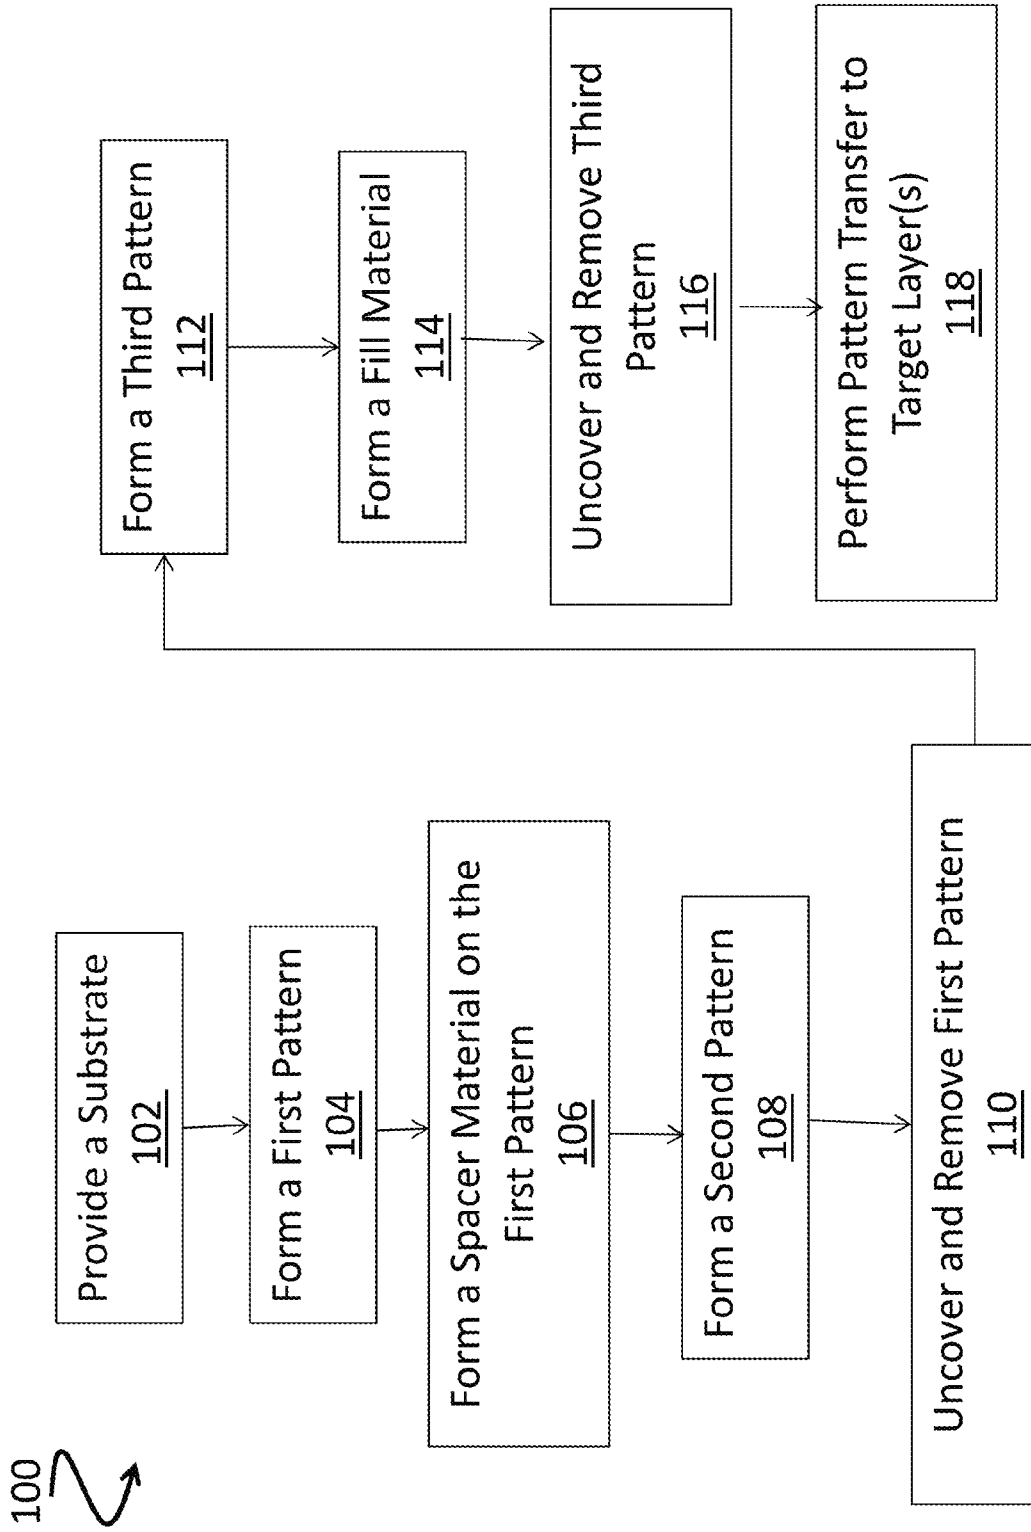 100
Provide a Substrate
102
Form a First Pattern
104
Form a Spacer Material on the
First Pattern
106
Form a Second Pattern
108
Uncover and Remove First Pattern
110
Form a Third Pattern
112
Form a Fill Material
114
Uncover and Remove Third
Pattern
116
Perform Pattern Transfer to
Target Layer(s)
118